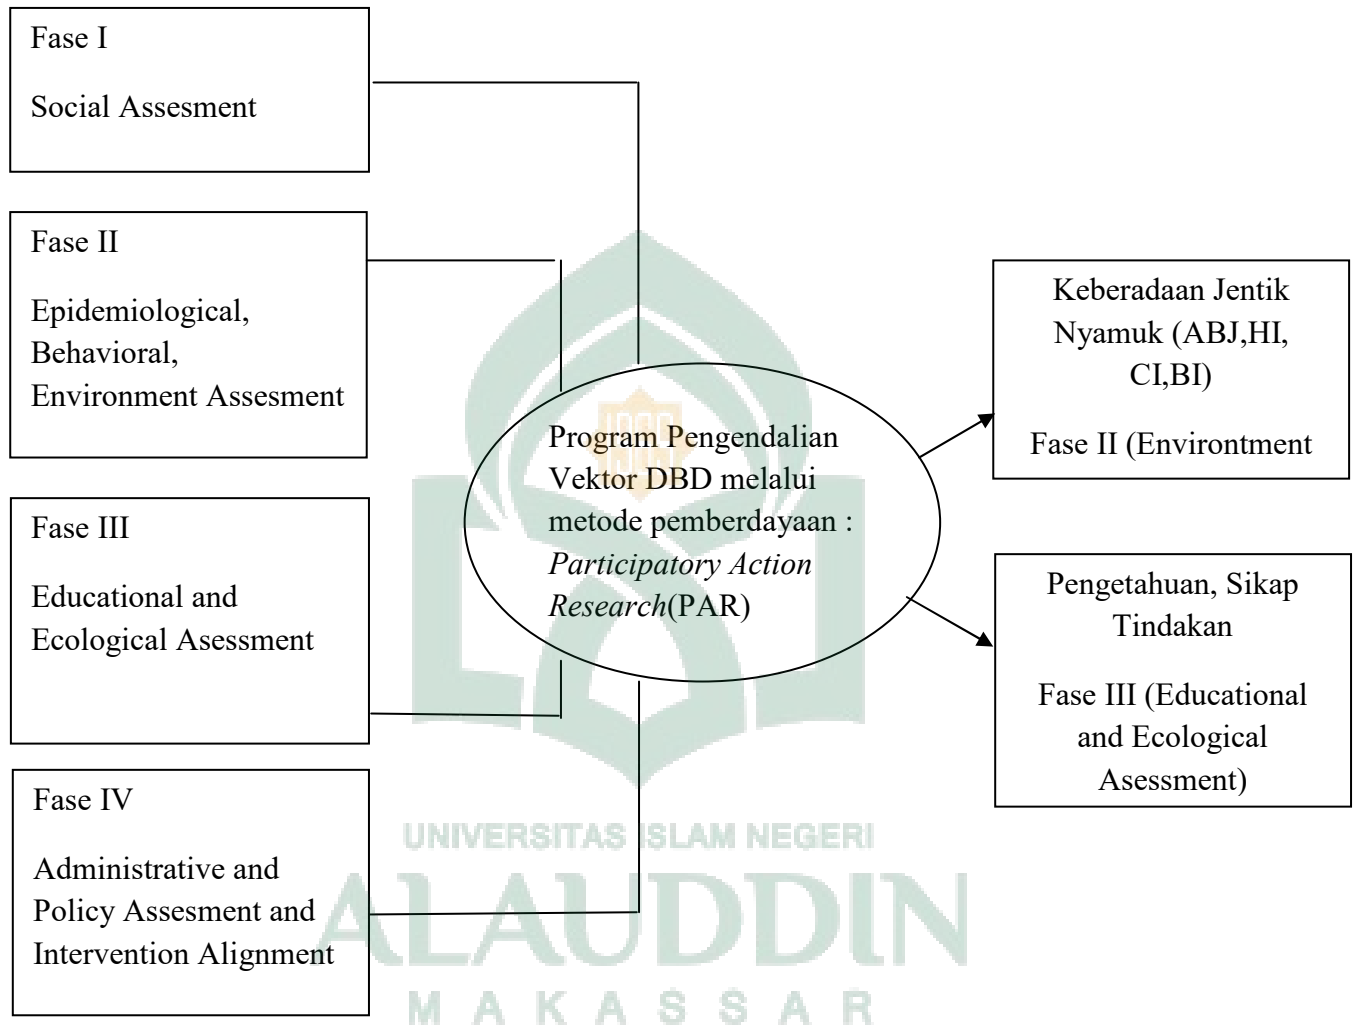 Fase I
Social Assesment
Fase II
Epidemiological,
Behavioral,
Environment Assesment
Fase III
Educational and
Ecological Asessment
Fase IV
Administrative and
Policy Assesment and
Intervention Alignment
Program Pengendalian
Vektor DBD melalui
metode pemberdayaan :
Participatory Action
Research(PAR)
Keberadaan Jentik
Nyamuk (ABJ,HI,
CI,BI)
Fase II (Environtment
Pengetahuan, Sikap
Tindakan
Fase III (Educational
and Ecological
Asessment)
UNIVERSITAS ISLAM NEGERI
ALAUDDIN
MAKASSAR